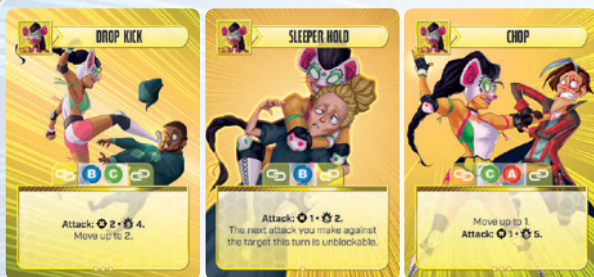 DROP KICK
B C
Attack: 2 • 4.
Move up to 2.
SLEEPER HOLD
B
Attack: 1 • 2.
The next attack you make against
the target this turn is unblockable.
CHOP
C A
Move up to 1.
Attack: 1 • 5.